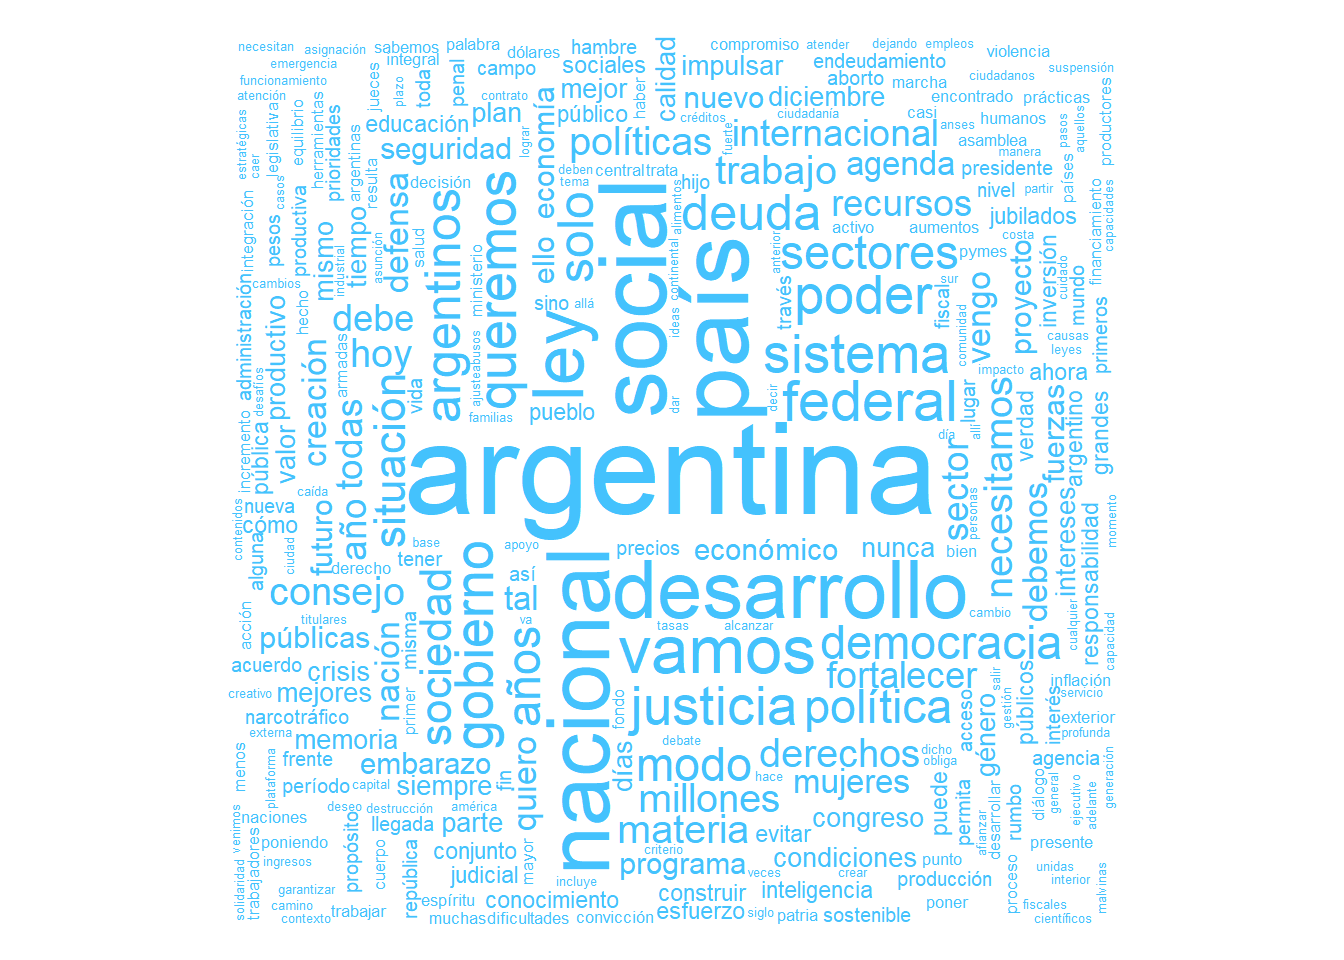 necesitan
asignación
sabemos
palabra
dólares
hambre
compromiso
atender
dejando
empleos
violencia
emergencia
integral
campo
sociales
calidad
impulsar
endeudamiento
suspensión
funcionamiento
plazo
toda
penal
mejor
haber
nuevo
diciembre
aborto
marcha
ciudadanos
atención
jueces
contrato
plan
público
créditos
ciudadanía
casi
encontrado
prácticas
estratégicas
caer
legislativa
equilibrio
herramientas
prioridades
argentinas
educación
economía
políticas
fuerte
internacional
anses
humanos
pasos
aquellos
productores
seguridad
lograr
deben
central
trata
trabajo
agenda
asamblea
manera
presidente
casos
resulta
decisión
tema
hijo
nivel
partir
países
capacidades
integración
pesos
productiva
mismo
tiempo
defensa
salud
argentinos
queremos
ello
solo
social
alimentos
deuda
recursos
activo
aumentos
jubilados
costa
financiamiento
industrial
asunción
ministerio
continental
país
anterior
sectores
pymes
proyecto
inversión
cuidado
mundo
cambios
hecho
sino
allá
ideas
través
poder
fiscal
sur
vengo
administración
desafíos
productivo
debe
armadas
hoy
vida
ajuste
abusos
ley
sistema
comunidad
causas
leyes
primeros
creación
familias
pueblo
dar
decir
federal
impacto
ahora
lugar
incremento
pública
valor
todas
situación
argentina
día
allí
necesitamos
verdad
fuerzas
argentino
grandes
caída
año
sector
personas
contenidos
nueva
cómo
ciudad
futuro
base
apoyo
precios
económico
nunca
bien
debemos
intereses
momento
alguna
derecho
tener
consejo
así
tal
nacional
desarrollo
cambio
responsabilidad
cualquier
capacidad
acción
titulares
públicas
nación
misma
sociedad
gobierno
va
años
tasas
alcanzar
vamos
democracia
acuerdo
crisis
fortalecer
salir
inflación
creativo
mejores
primer
fondo
justicia
política
acceso
género
gestión
públicos
interés
servicio
narcotráfico
externa
memoria
exterior
profunda
debate
dicho
obliga
menos
plataforma
frente
embarazo
quiero
fin
días
modo
derechos
agencia
generación
período
capital
siempre
hace
mujeres
puede
permita
desarrollar
rumbo
diálogo
general
ejecutivo
adelante
deseo
destrucción
américa
millones
venimos
naciones
llegada
parte
materia
evitar
congreso
afianzar
poniendo
propósito
cuerpo
república
conjunto
mayor
criterio
punto
presente
solidaridad
trabajadores
ingresos
judicial
incluye
programa
veces
crear
condiciones
producción
proceso
unidas
interior
malvinas
garantizar
camino
contexto
trabajar
espíritu
conocimiento
construir
inteligencia
poner
fiscales
científicos
muchas
dificultades
convicción
esfuerzo
siglo
patria
sostenible